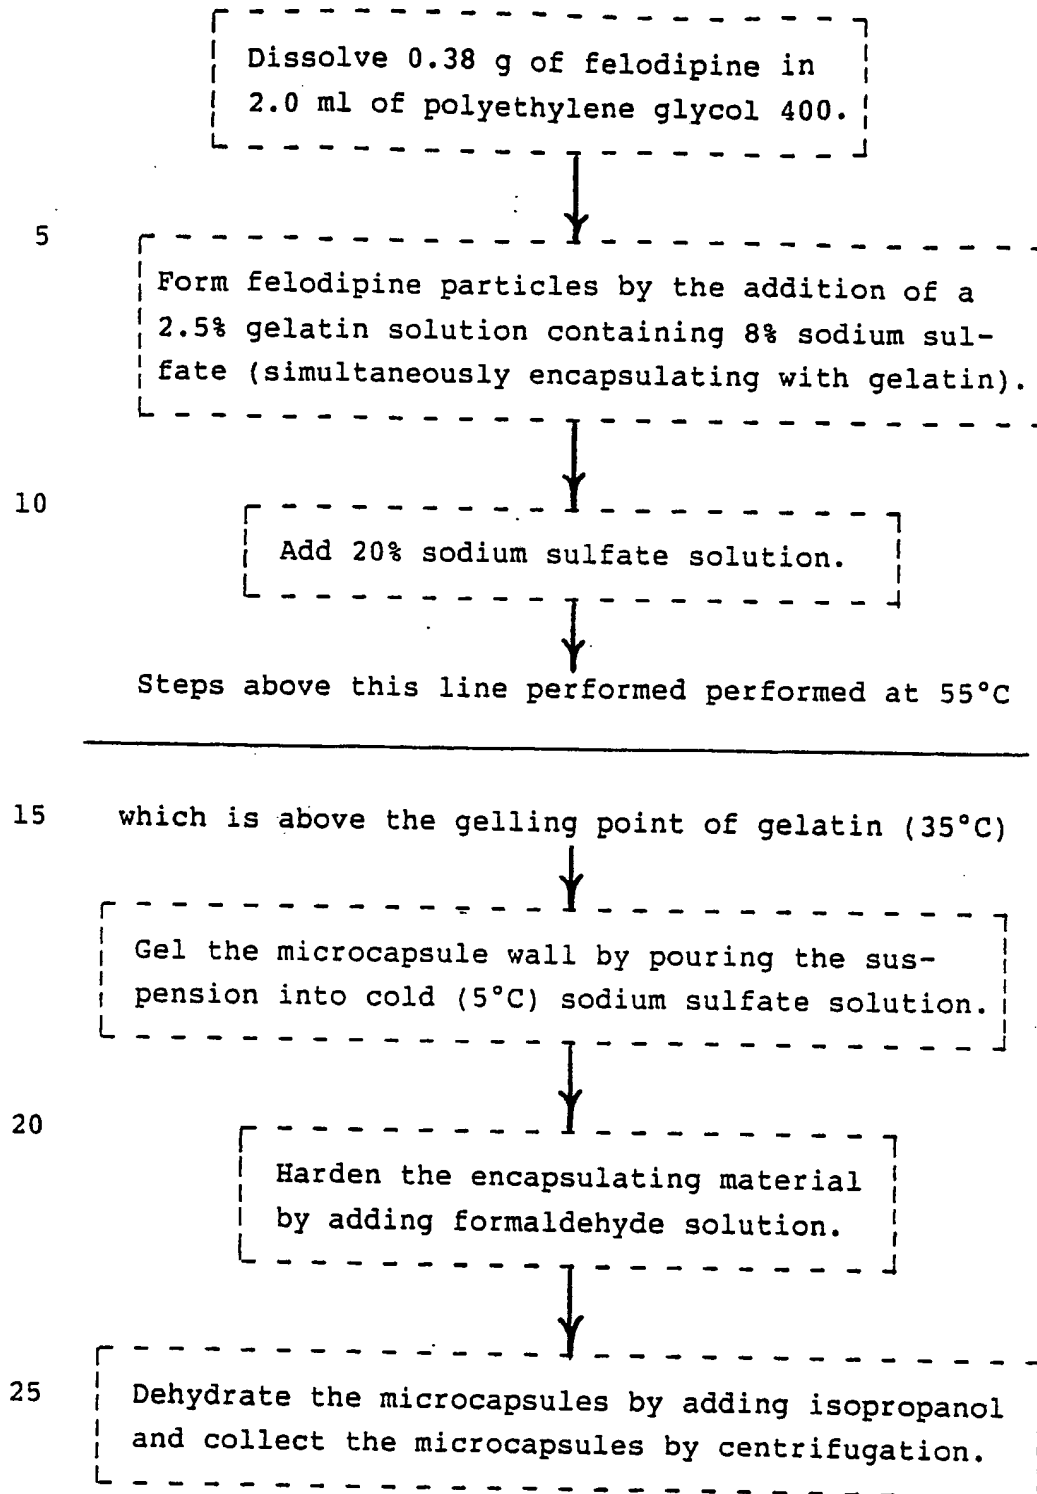 Dissolve 0.38 g of felodipine in
2.0 ml of polyethylene glycol 400.
5
Form felodipine particles by the addition of a
2.5% gelatin solution containing 8% sodium sul-
fate (simultaneously encapsulating with gelatin).
10
Add 20% sodium sulfate solution.
Steps above this line performed performed at 55°C
15 which is above the gelling point of gelatin (35°C)
Gel the microcapsule wall by pouring the sus-
pension into cold (5°C) sodium sulfate solution.
20
Harden the encapsulating material
by adding formaldehyde solution.
25 Dehydrate the microcapsules by adding isopropanol
and collect the microcapsules by centrifugation.